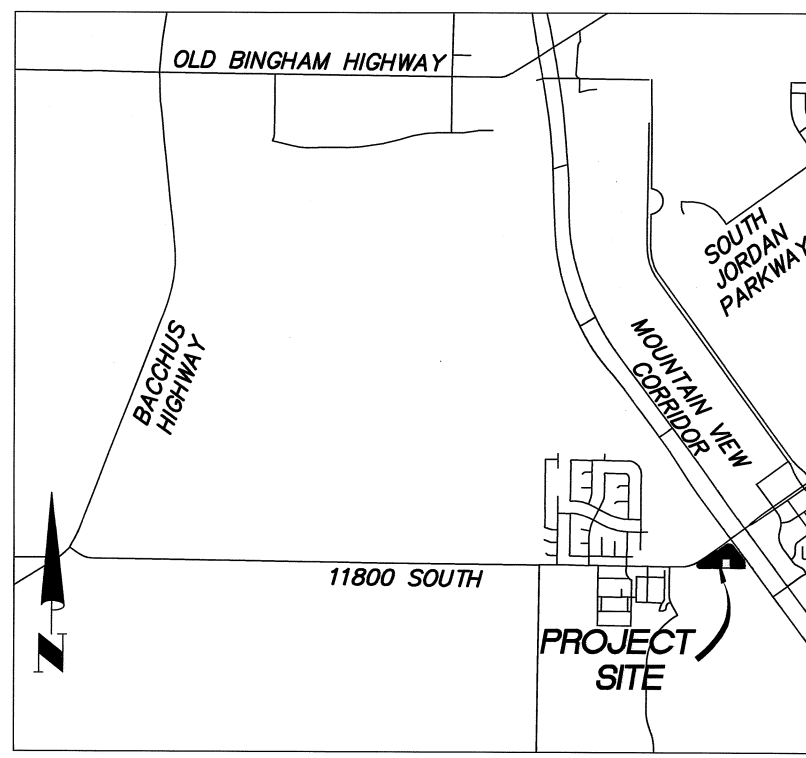 OLD BINGHAM HIGHWAY
SOUTH
JORDAN
PARKWAY
BACCHUS
HIGHWAY
MOUNTAIN VIEW
CORRIDOR
11800 SOUTH
PROJECT
SITE
N